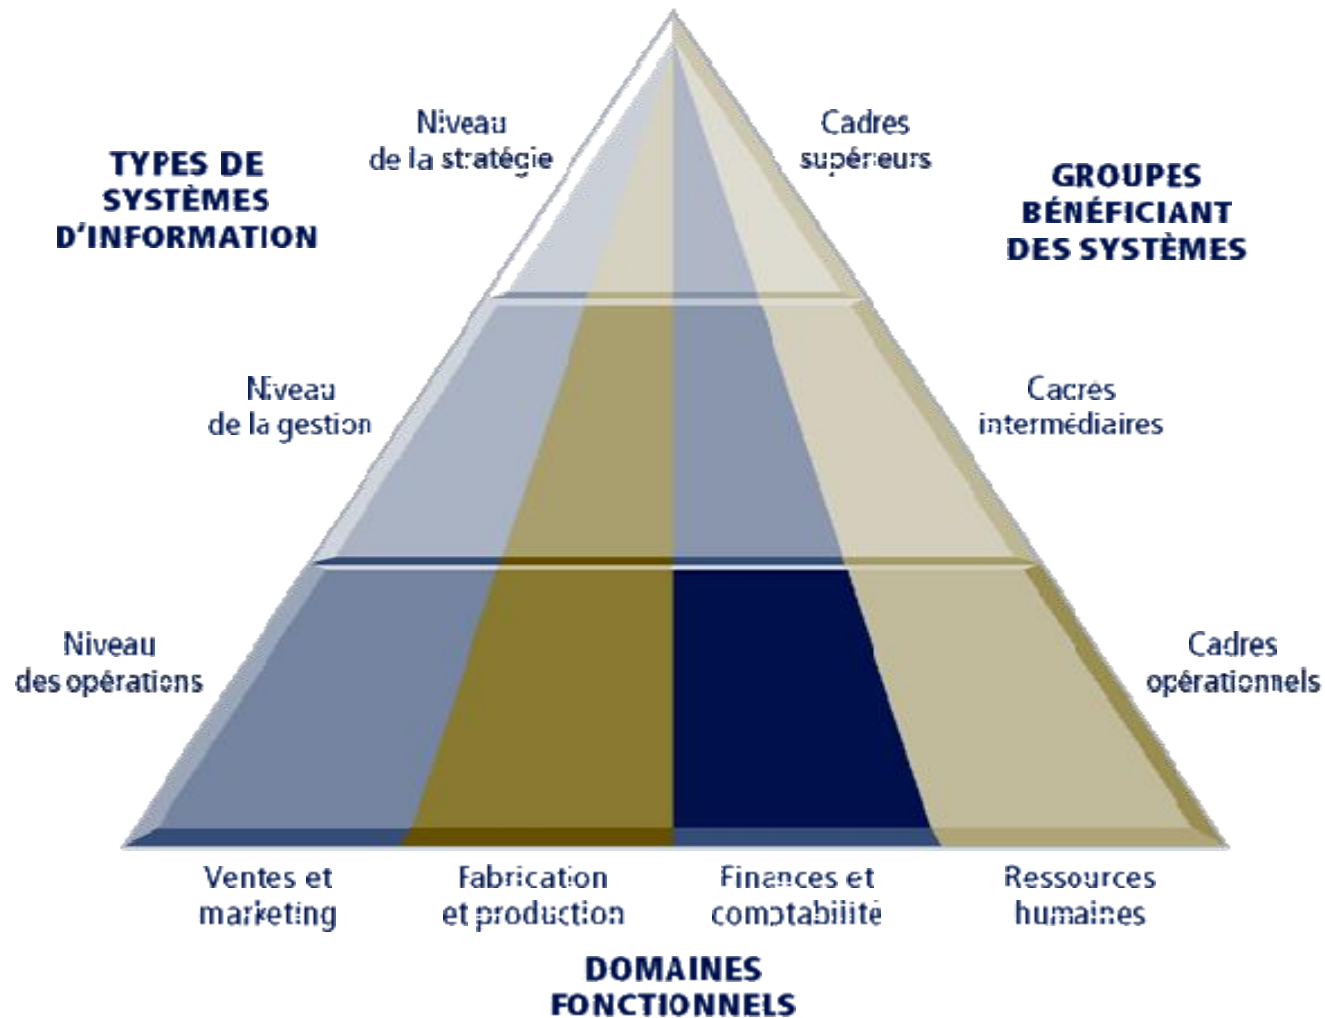 Niveau
de la stratégie
Cadres
supérieurs
TYPES DE
SYSTÈMES
D'INFORMATION
GROUPES
BÉNÉFICIANT
DES SYSTÈMES
Niveau
de la gestion
Cadres
intermédiaires
Niveau
des opérations
Cadres
opérationnels
Ventes et
marketing
Fabrication
et production
Finances et
comptabilité
Ressources
humaines
DOMAINES
FONCTIONNELS